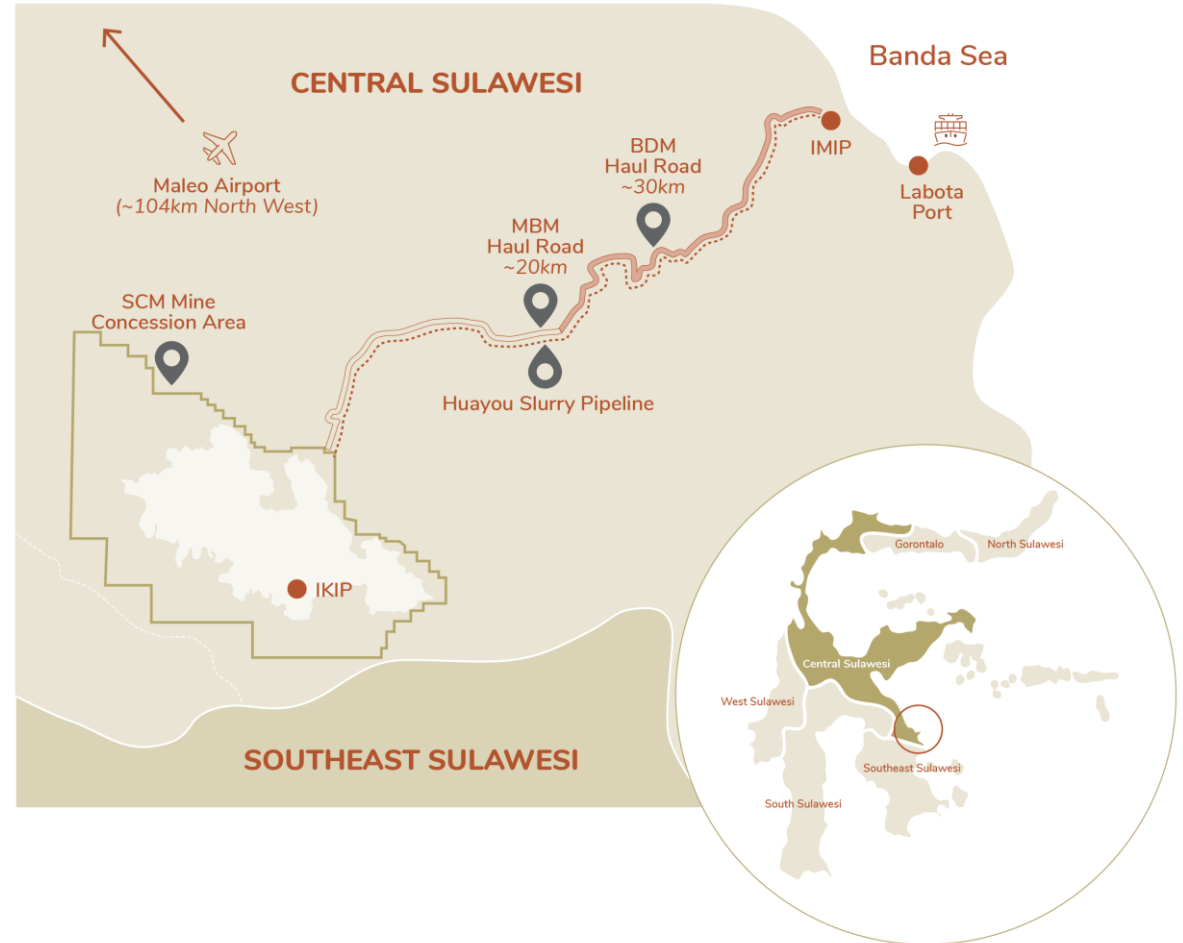 CENTRAL SULAWESI
Banda Sea
Maleo Airport
(~104km North West)
BDM
Haul Road
~30km
IMIP
Labota
Port
MBM
Haul Road
~20km
SCM Mine
Concession Area
Huayou Slurry Pipeline
IKIP
SOUTHEAST SULAWESI
Gorontalo
North Sulawesi
Central Sulawesi
West Sulawesi
Southeast Sulawesi
South Sulawesi